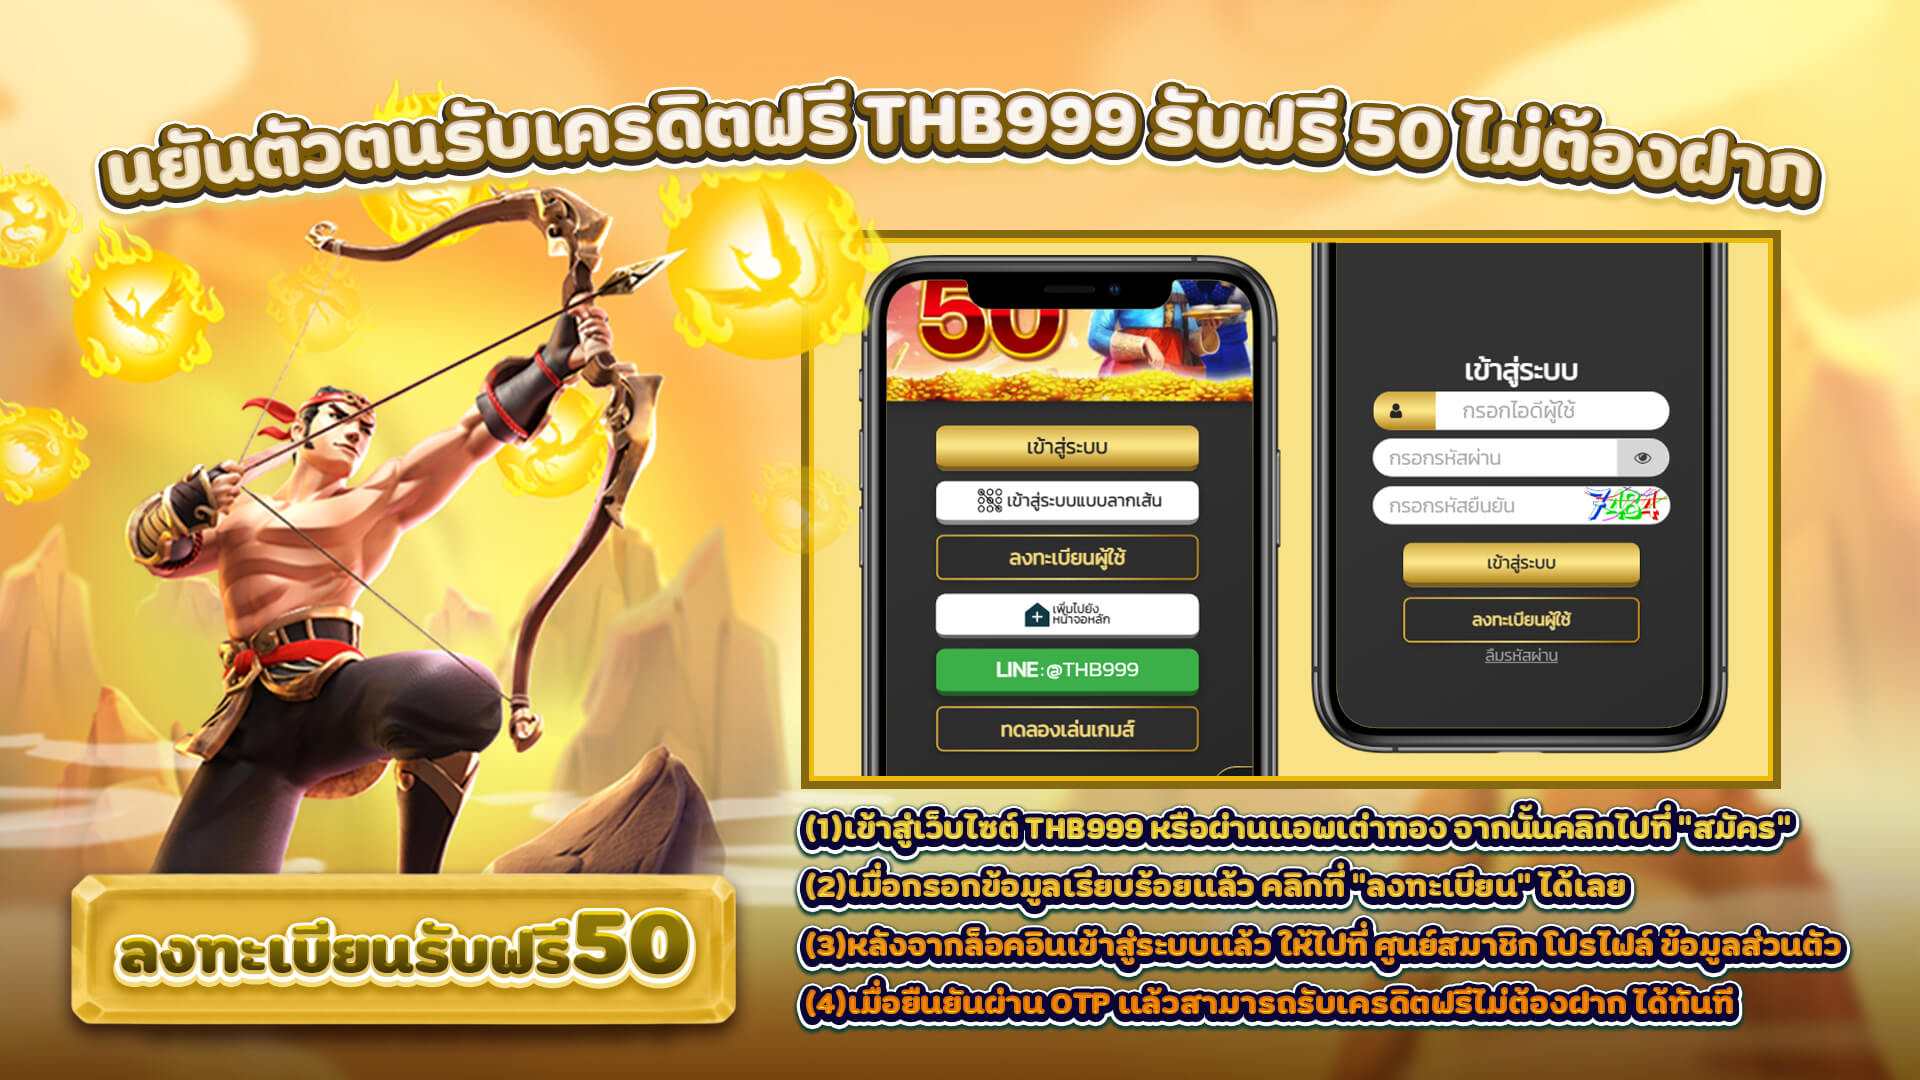 นยันตัวตนรับเครดิตฟรี THB999 รับฟรี 50 ไม่ต้องฝาก
50
เข้าสู่ระบบ
เข้าสู่ระบบแบบลากเส้น
ลงทะเบียนผู้ใช้
เพิ่มไปยัง
หน้าจอหลัก
LINE:@THB999
ทดลองเล่นเกมส์
เข้าสู่ระบบ
กรอกไอดีผู้ใช้
กรอกรหัสผ่าน
กรอกรหัสยืนยัน 7484
เข้าสู่ระบบ
ลงทะเบียนผู้ใช้
ลืมรหัสผ่าน
(1)เข้าสู่เว็บไซต์ THB999 หรือผ่านแอพเต๋าทอง จากนั้นคลิกไปที่ "สมัคร"
(2)เมื่อกรอกข้อมูลเรียบร้อยแล้ว คลิกที่ "ลงทะเบียน" ได้เลย
(3)หลังจากล็อคอินเข้าสู่ระบบแล้ว ให้ไปที่ ศูนย์สมาชิก โปรไฟล์ ข้อมูลส่วนตัว
(4)เมื่อยืนยันผ่าน OTP แล้วสามารถรับเครดิตฟรีไม่ต้องฝาก ได้ทันที
ลงทะเบียนรับฟรี50